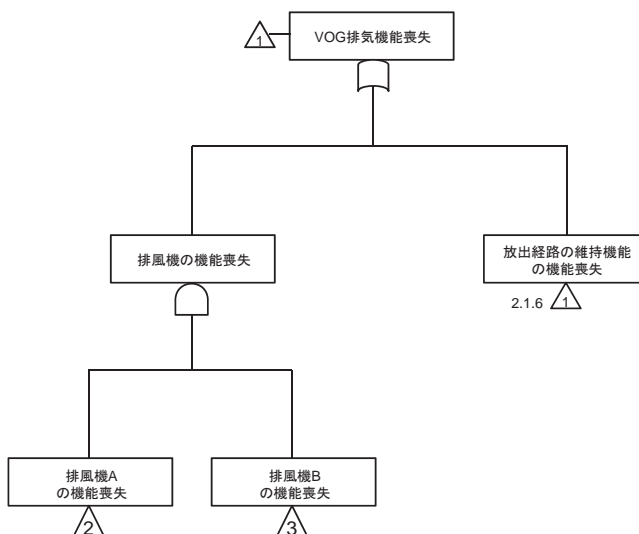 1
VOG排気機能喪失
排風機の機能喪失
放出経路の維持機能
の機能喪失
2.1.6
1
排風機A
の機能喪失
排風機B
の機能喪失
2
3